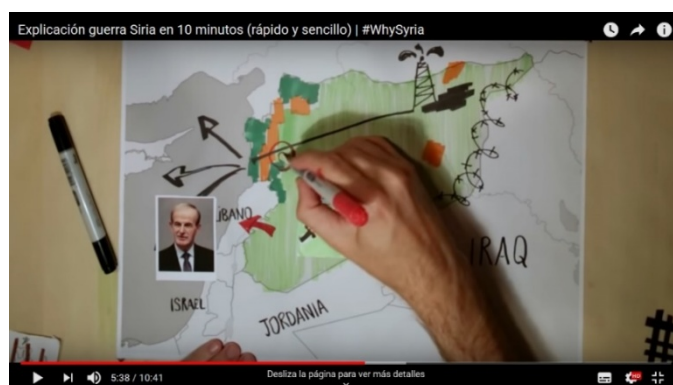 Explicación guerra Siria en 10 minutos (rápido y sencillo) | #WhySyria
IRAQ
ISRAEL
JORDANIA
#
5:38 / 10:41
Desliza la página para ver más detalles
HD